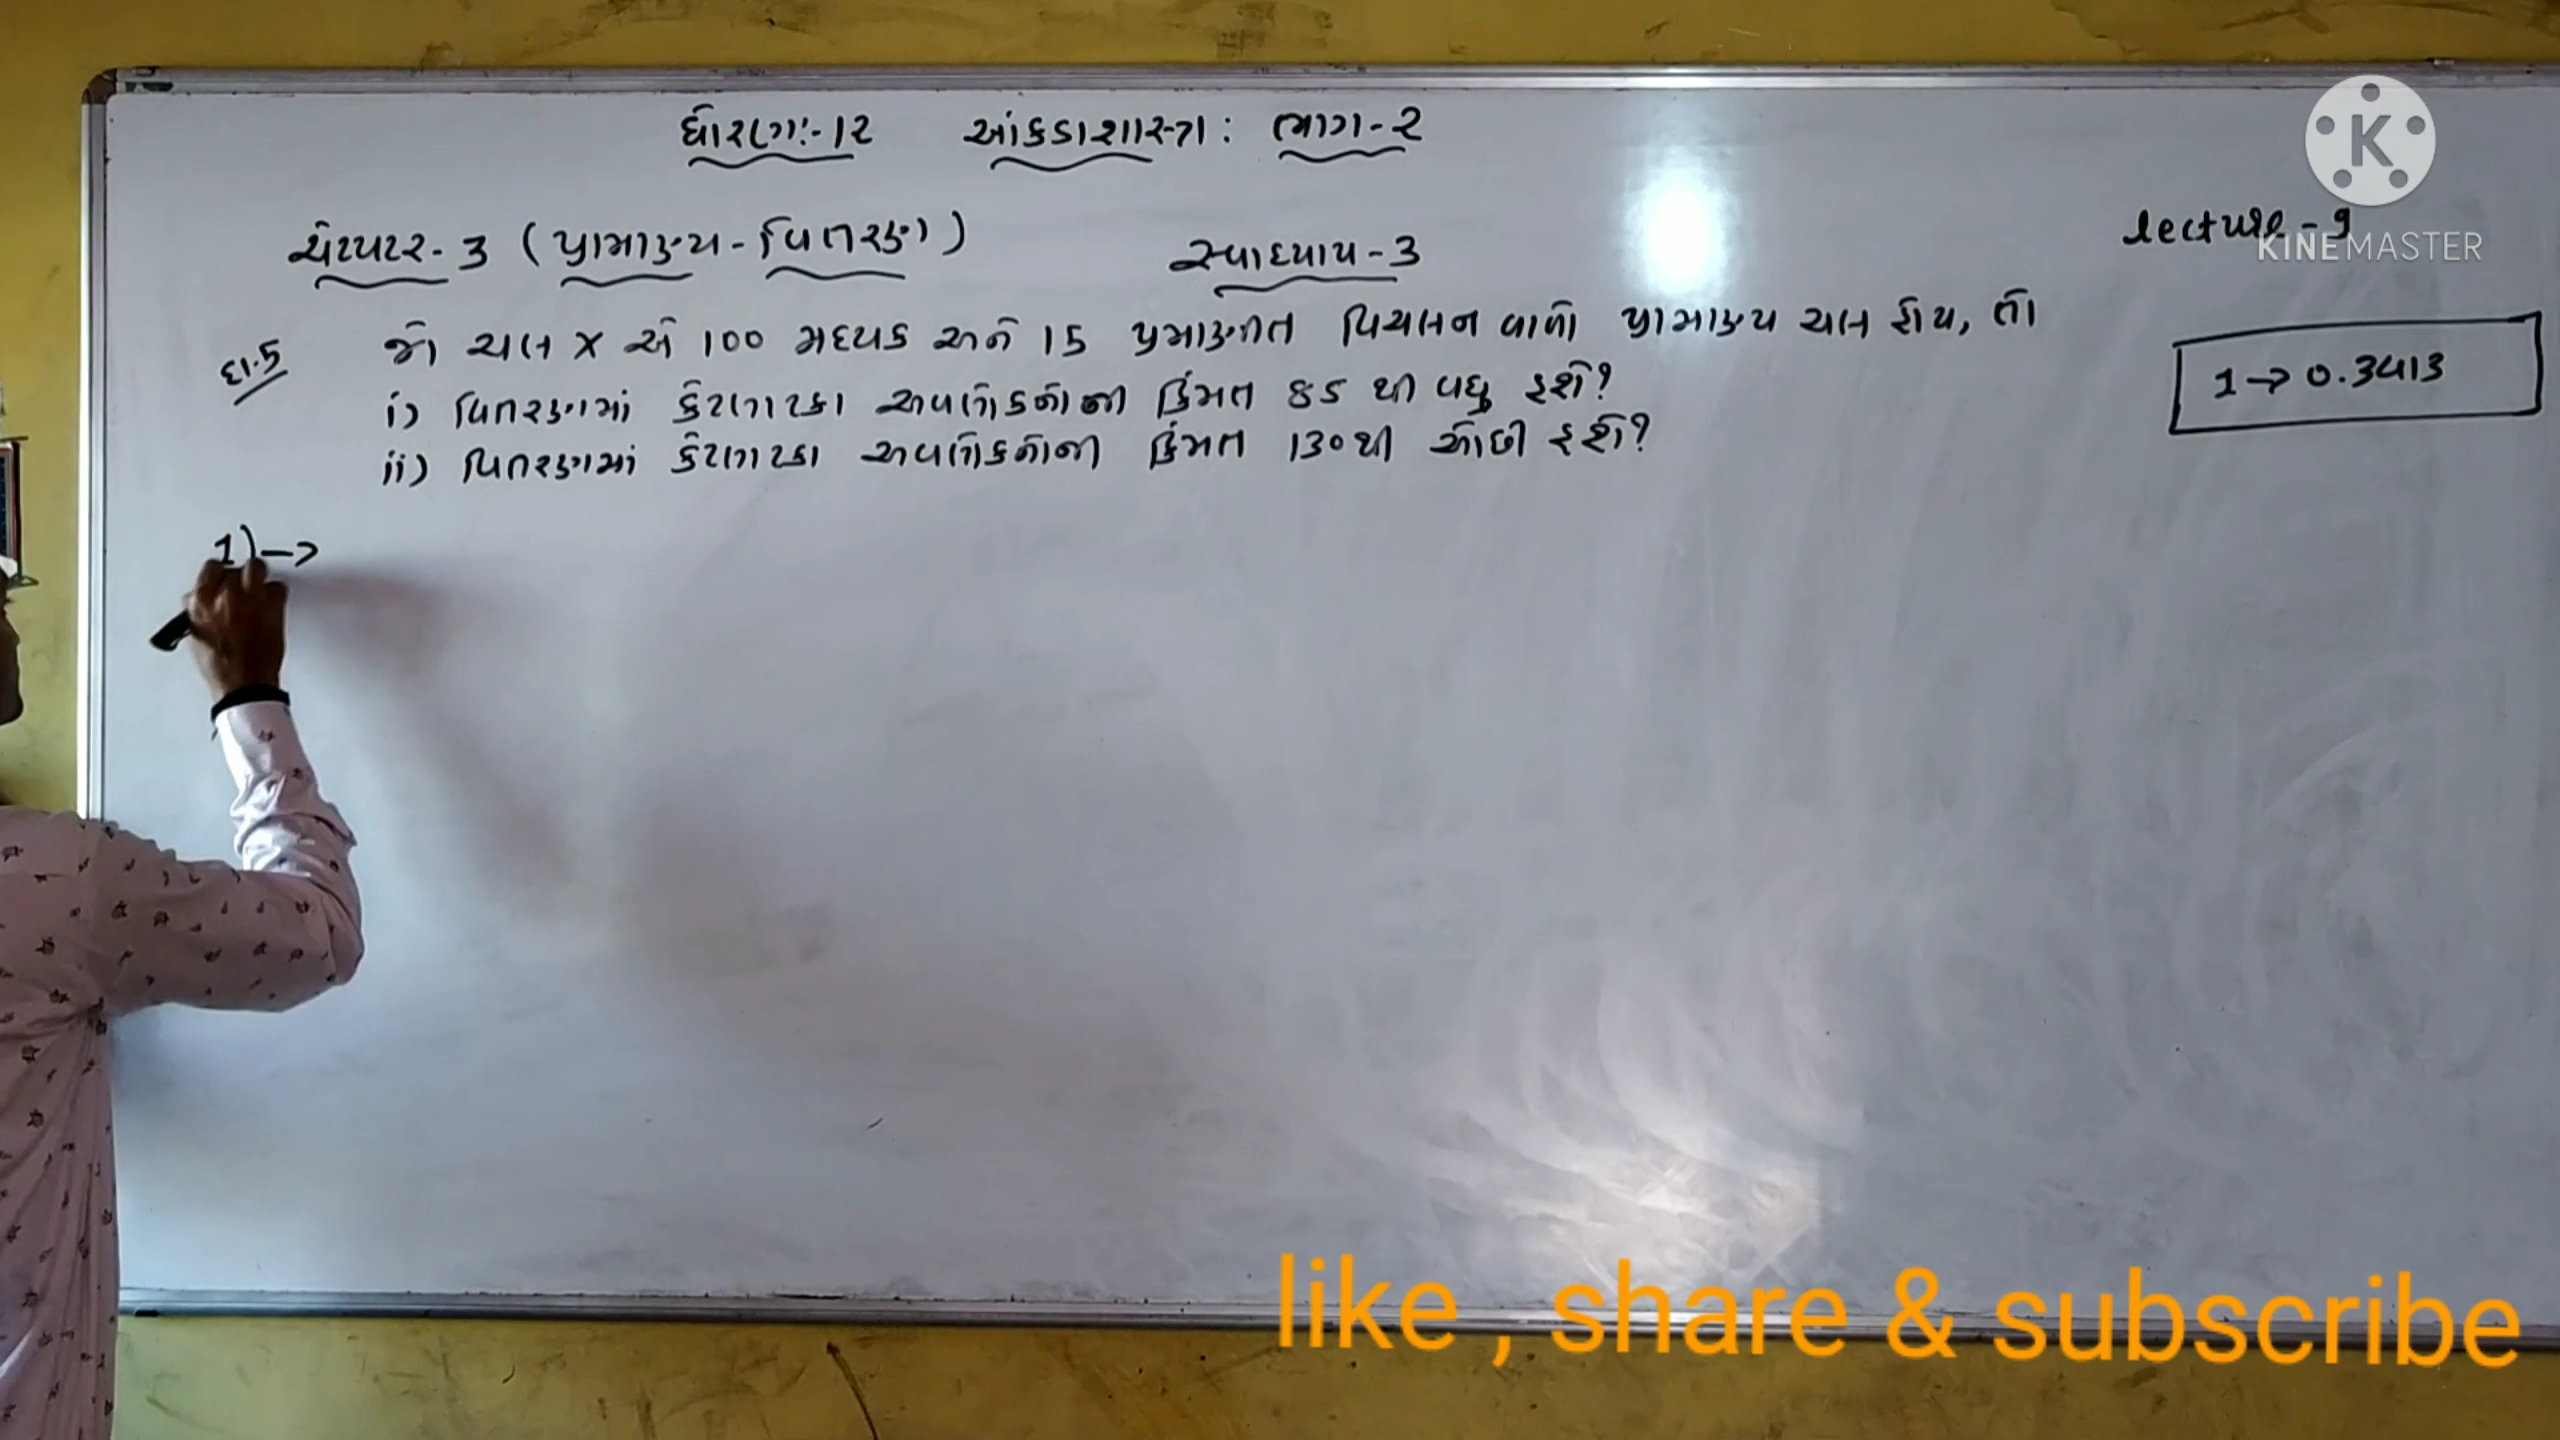 ધોરણ:-12 આંકડાશાસ્ત્ર: ભાગ-2
ચેપ્ટર-3 (પ્રામાણ્ય-વિતરણ) સ્વાધ્યાય-3
lecture-9
KINEMASTER
દા.5 જો ચલ x એ 100 મધ્યક અને 15 પ્રમાણિત વિચલન વાળો પ્રામાણ્ય ચલ હોય, તો
i) વિતરણમાં કેટલા ટકા અવલોકનોની કિંમત 85 થી વધુ હશે?
ii) વિતરણમાં કેટલા ટકા અવલોકનોની કિંમત 130થી ઓછી હશે?
1 → 0.3413
1) →
like , share & subscribe